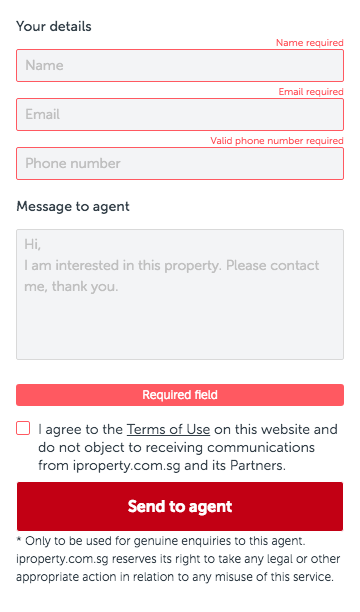 Your details
Name required
Name
Email required
Email
Valid phone number required
Phone number
Message to agent
Hi,
I am interested in this property. Please contact
me, thank you.
Required field
I agree to the Terms of Use on this website and
do not object to receiving communications
from iproperty.com.sg and its Partners.
Send to agent
* Only to be used for genuine enquiries to this agent.
iproperty.com.sg reserves its right to take any legal or other
appropriate action in relation to any misuse of this service.